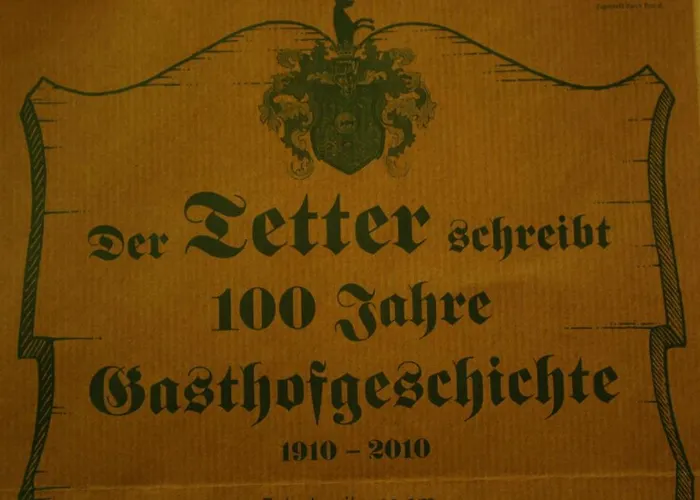 Der Tetter schreibt
100 Jahre
Gasthofgeschichte
1910 – 2010